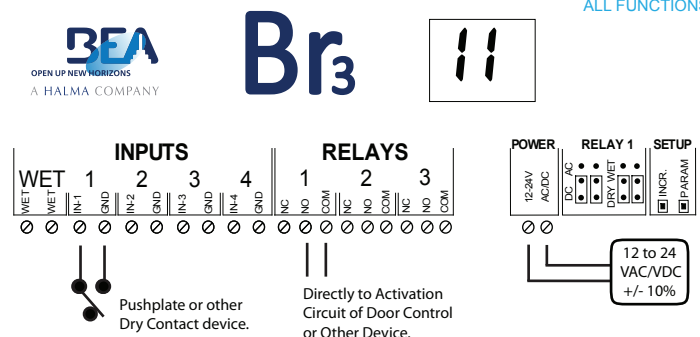 ALL FUNCTIONS
BEA
OPEN UP NEW HORIZONS
A HALMA COMPANY
Br3
11
INPUTS
RELAYS
POWER
RELAY 1
SETUP
WET 1 2 3 4
1 2 3
WET WET IN-1 GND IN-2 GND IN-3 GND IN-4 GND
NC NO COM NC NO COM NC NO COM
12-24V AC/DC
DC AC
DRY WET
INCR.
PARAM
Pushplate or other
Dry Contact device.
Directly to Activation
Circuit of Door Control
or Other Device.
12 to 24
VAC/VDC
+/- 10%